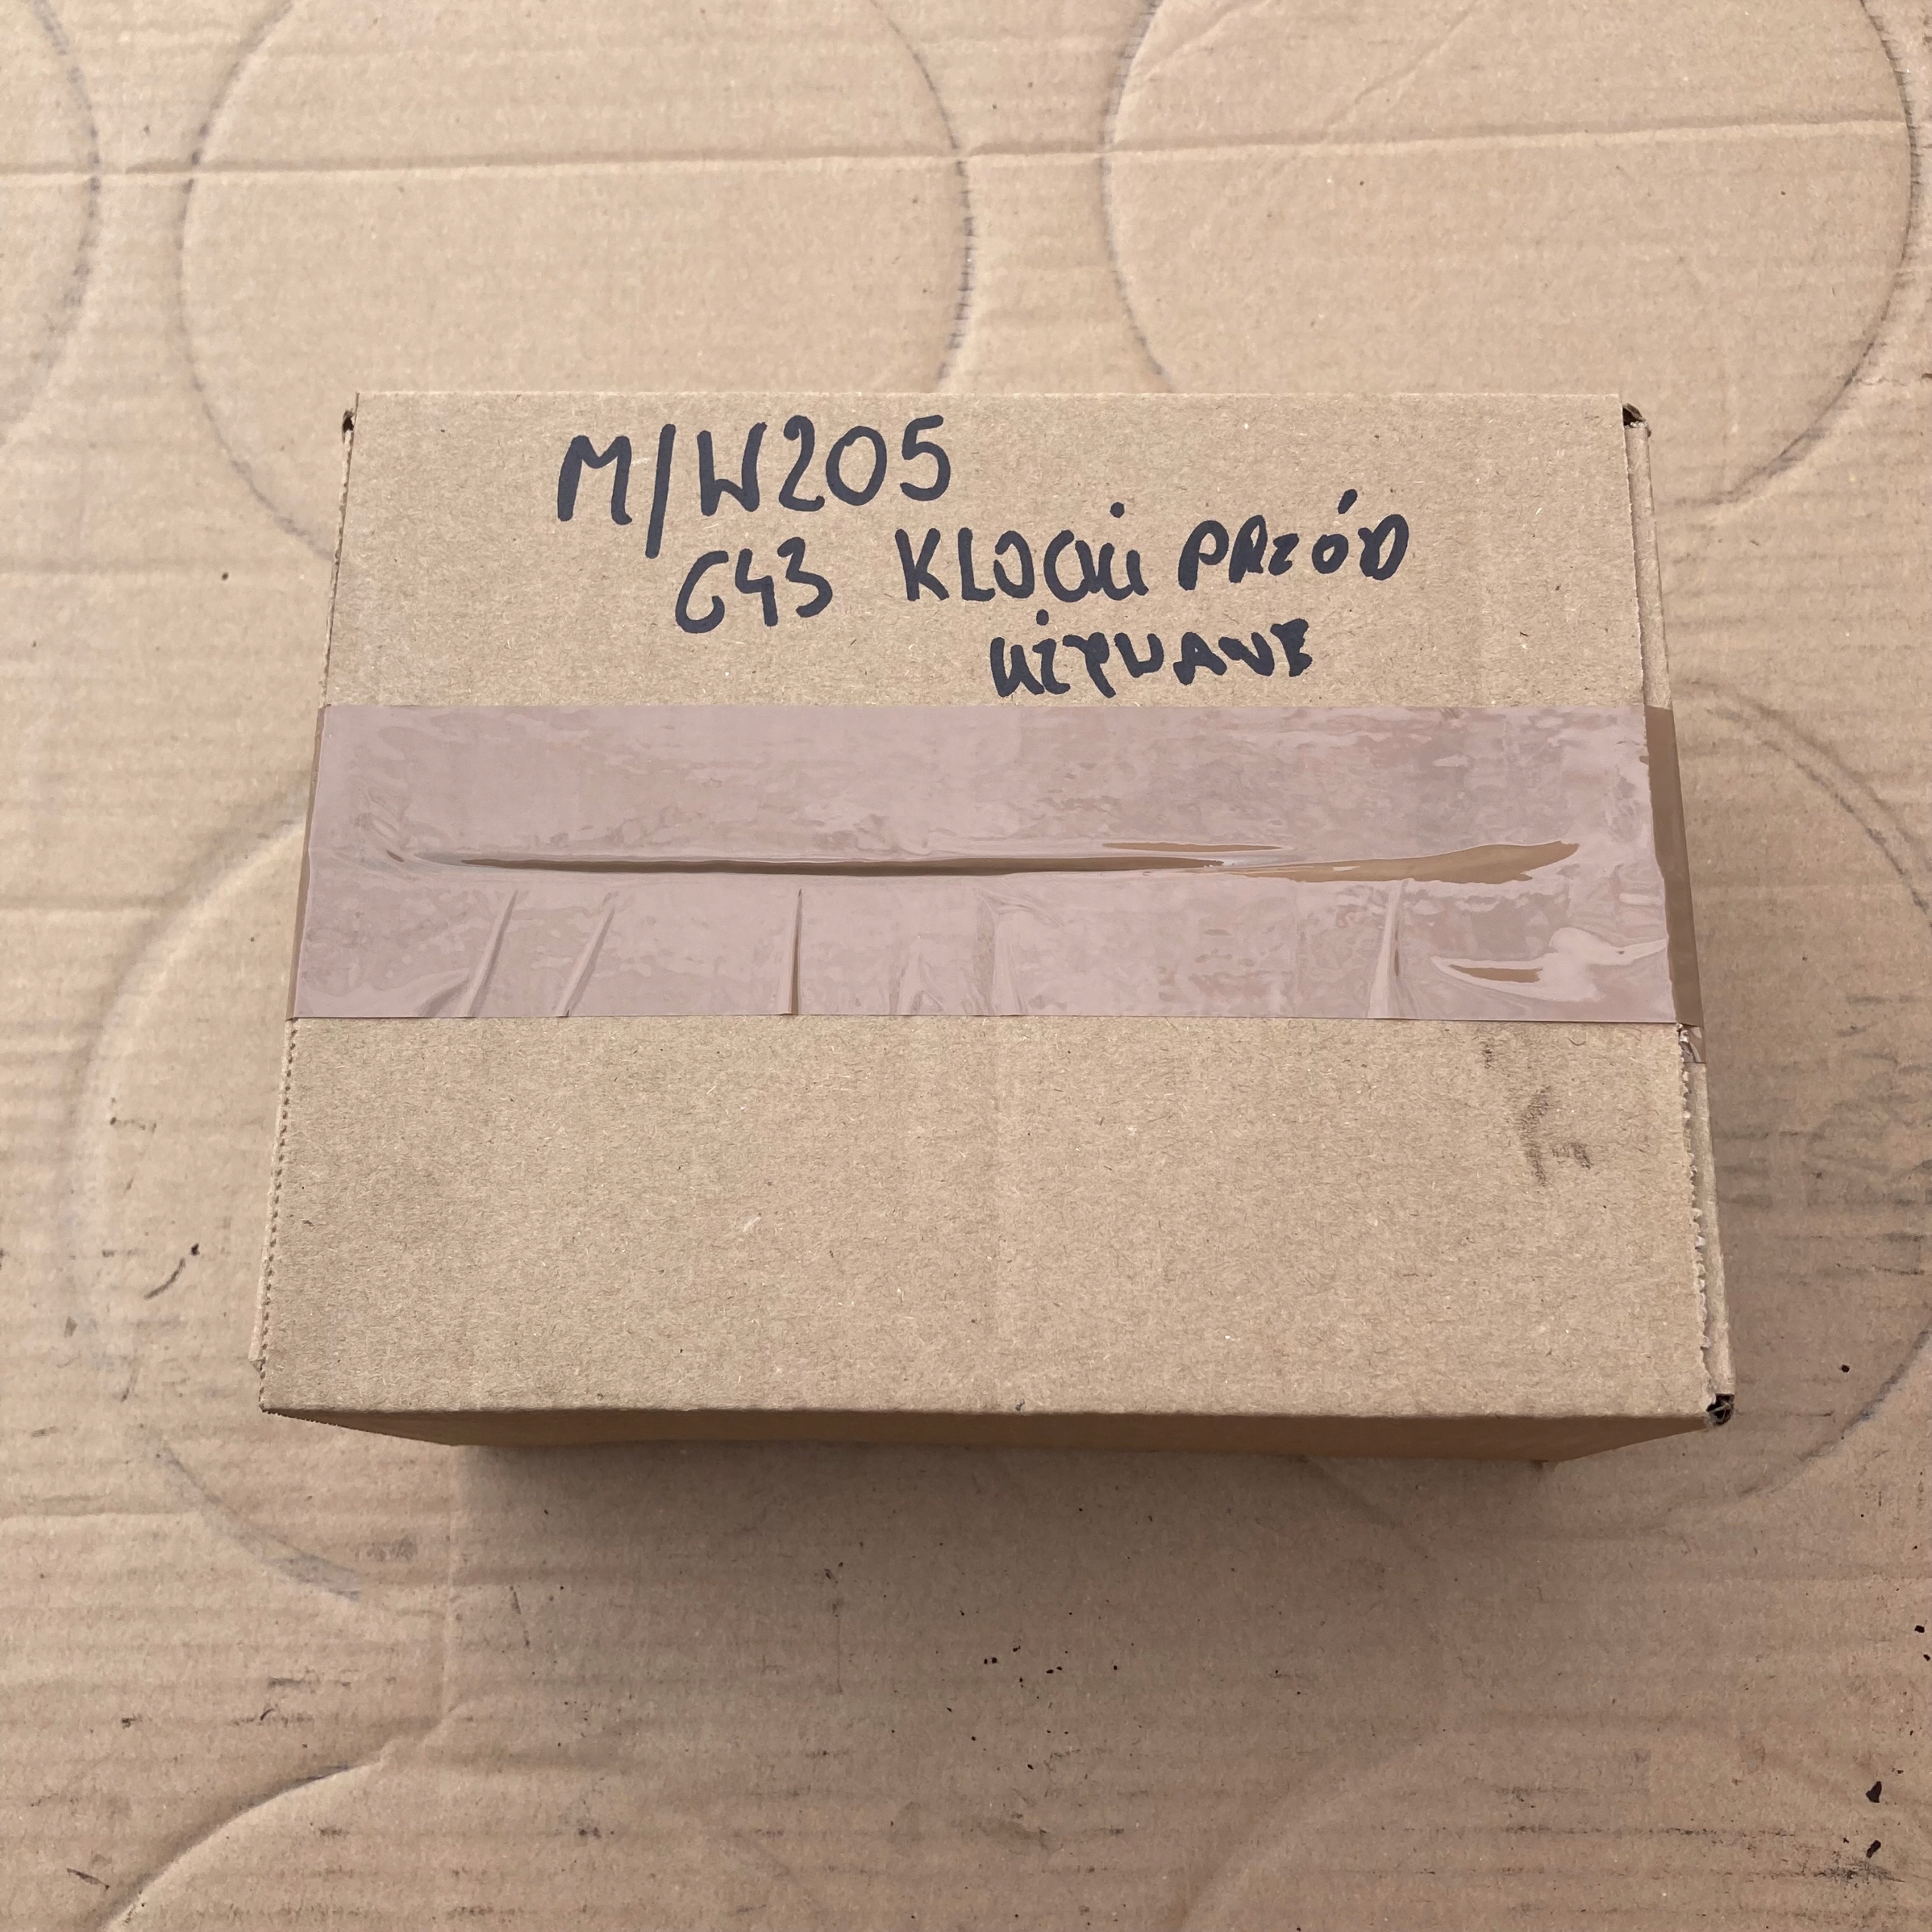 M/W205
C43 KLOCKI PRZÓD
UŻYWANE